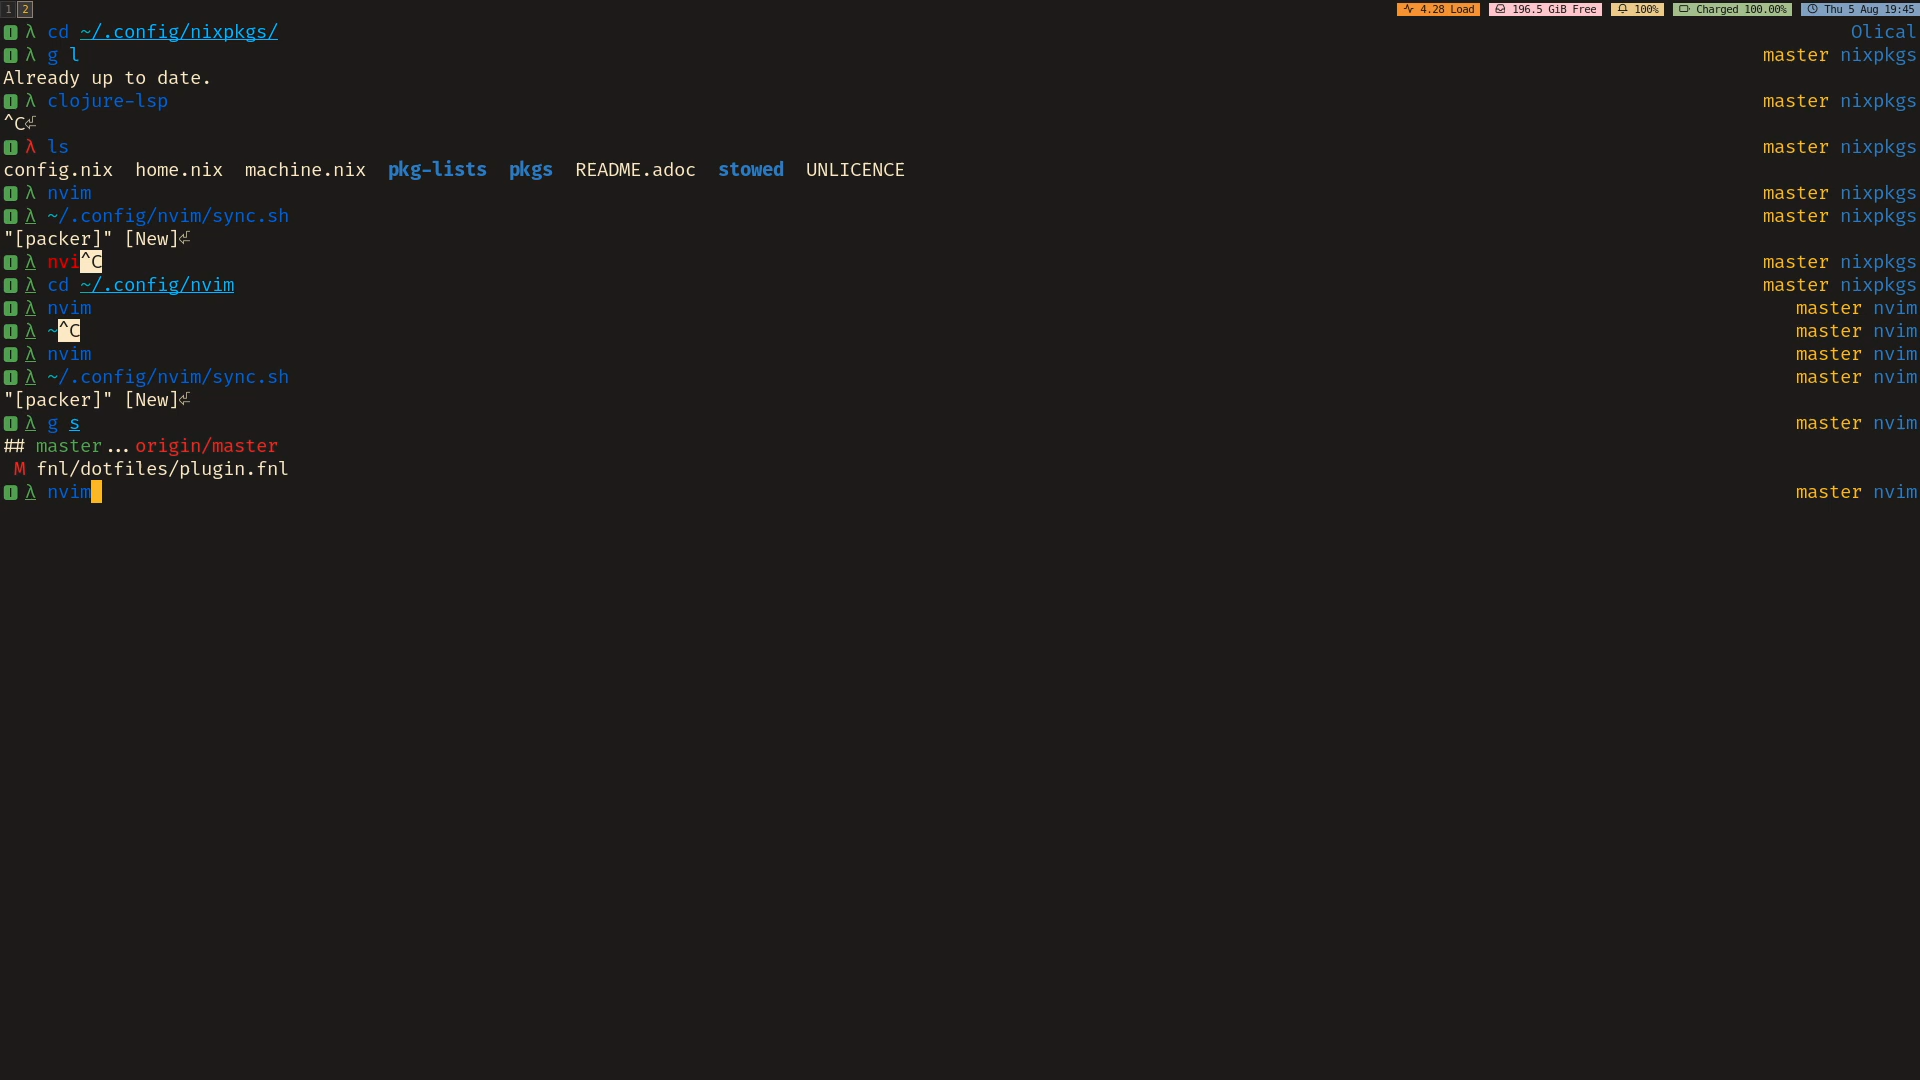 1 2 4.28 Load 196.5 GiB Free 100% Charged 100.00% Thu 5 Aug 19:45
I λ cd ~/.config/nixpkgs/ Olical
I λ g l master nixpkgs
Already up to date.
I λ clojure-lsp master nixpkgs
^C⏎
I λ ls master nixpkgs
config.nix home.nix machine.nix pkg-lists pkgs README.adoc stowed UNLICENCE
I λ nvim master nixpkgs
I λ ~/.config/nvim/sync.sh master nixpkgs
"[packer]" [New]⏎
I λ nvi^C master nixpkgs
I λ cd ~/.config/nvim master nixpkgs
I λ nvim master nvim
I λ ~^C master nvim
I λ nvim master nvim
I λ ~/.config/nvim/sync.sh master nvim
"[packer]" [New]⏎
I λ g s master nvim
## master...origin/master
M fnl/dotfiles/plugin.fnl
I λ nvim master nvim